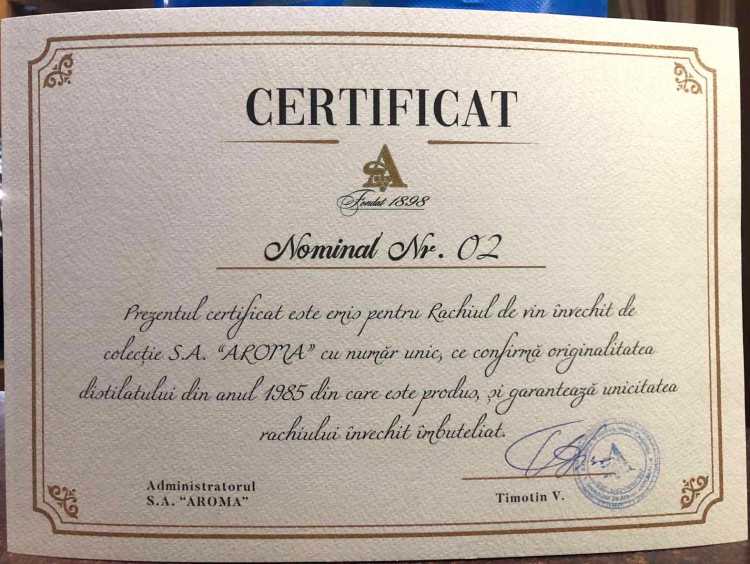 CERTIFICAT
Fondat 1898
Nominal Nr. 02
Prezentul certificat este emis pentru Rachiul de vin învechit de
colecție S.A. “AROMA” cu număr unic, ce confirmă originalitatea
distilatului din anul 1985 din care este produs, și garantează unicitatea
rachiului învechit îmbuteliat.
Administratorul
S.A. “AROMA”
Timotin V.